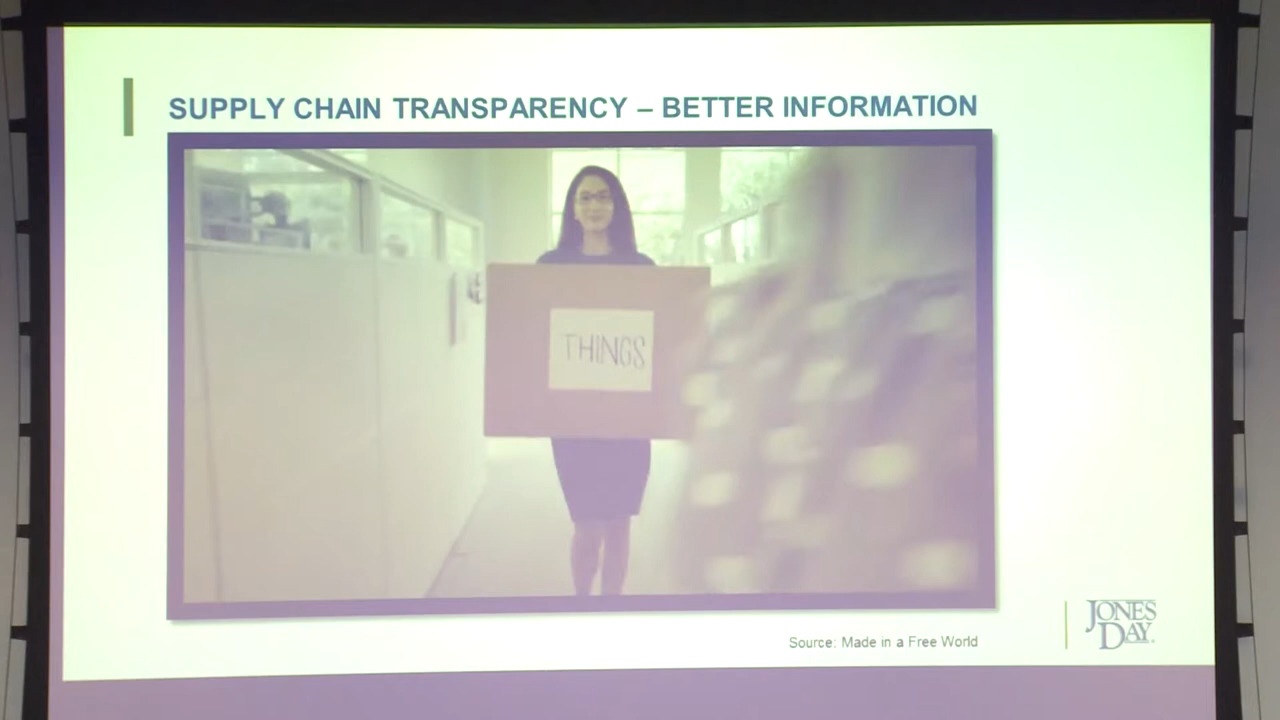 SUPPLY CHAIN TRANSPARENCY – BETTER INFORMATION
THINGS
Source: Made in a Free World
JONES
DAY.